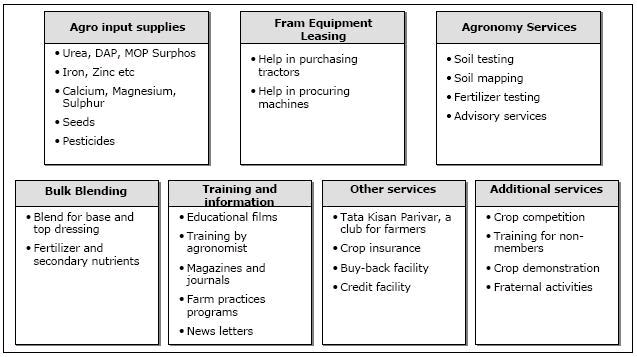 Agro input supplies
• Urea, DAP, MOP Surphos
• Iron, Zinc etc
• Calcium, Magnesium,
Sulphur
• Seeds
• Pesticides
Fram Equipment
Leasing
• Help in purchasing
tractors
• Help in procuring
machines
Agronomy Services
• Soil testing
• Soil mapping
• Fertilizer testing
• Advisory services
Bulk Blending
• Blend for base and
top dressing
• Fertilizer and
secondary nutrients
Training and
information
• Educational films
• Training by
agronomist
• Magazines and
journals
• Farm practices
programs
• News letters
Other services
• Tata Kisan Parivar, a
club for farmers
• Crop insurance
• Buy-back facility
• Credit facility
Additional services
• Crop competition
• Training for non-
members
• Crop demonstration
• Fraternal activities